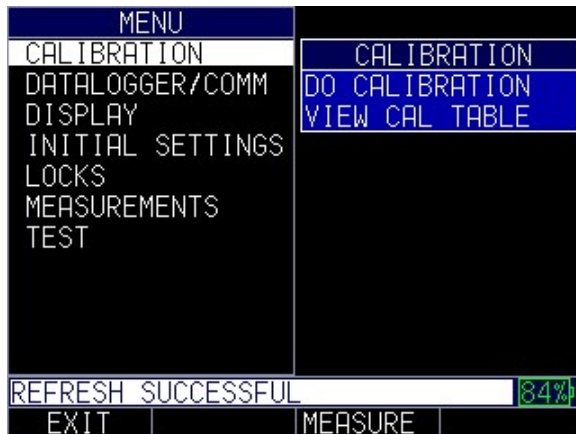 MENU
CALIBRATION
DATALOGGER/COMM
DISPLAY
INITIAL SETTINGS
LOCKS
MEASUREMENTS
TEST
CALIBRATION
DO CALIBRATION
VIEW CAL TABLE
REFRESH SUCCESSFUL
84%
EXIT
MEASURE